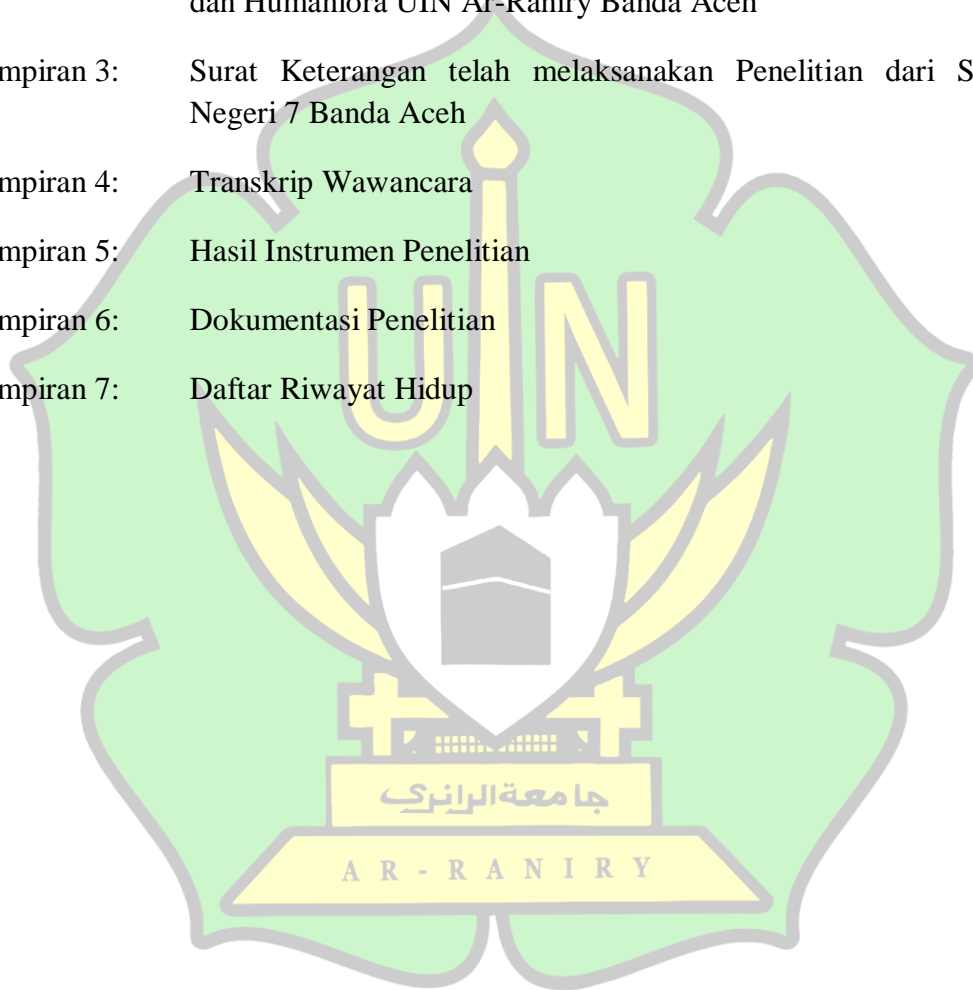 dan Humaniora UIN Ar-Raniry Banda Aceh
mpiran 3: Surat Keterangan telah melaksanakan Penelitian dari S
Negeri 7 Banda Aceh
mpiran 4: Transkrip Wawancara
mpiran 5: Hasil Instrumen Penelitian
mpiran 6: Dokumentasi Penelitian
mpiran 7: Daftar Riwayat Hidup
UIN
جامعة الرانري
AR-RANIRY